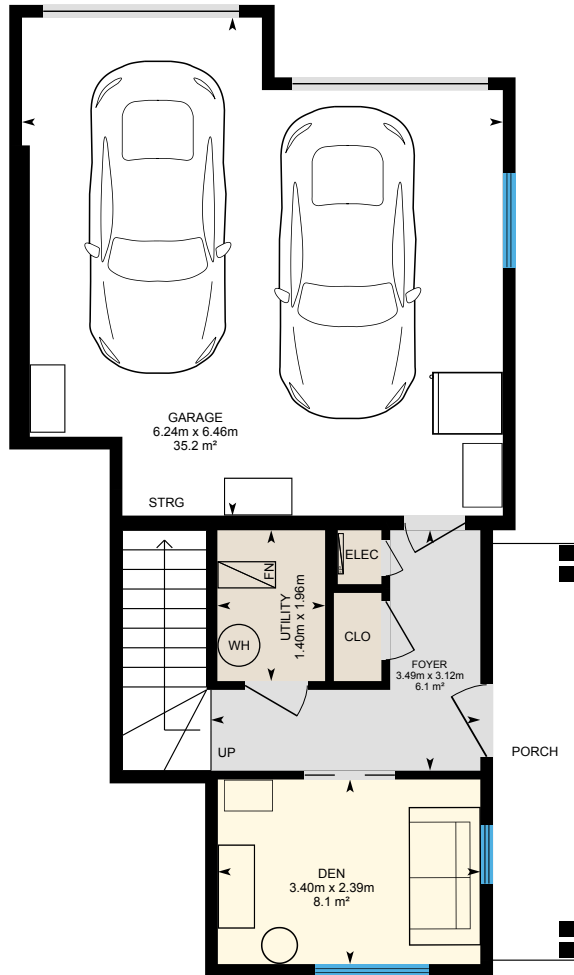 GARAGE
6.24m x 6.46m
35.2 m²
STRG
ELEC
FN
UTILITY
1.40m x 1.96m
WH
CLO
FOYER
3.49m x 3.12m
6.1 m²
UP
PORCH
DEN
3.40m x 2.39m
8.1 m²